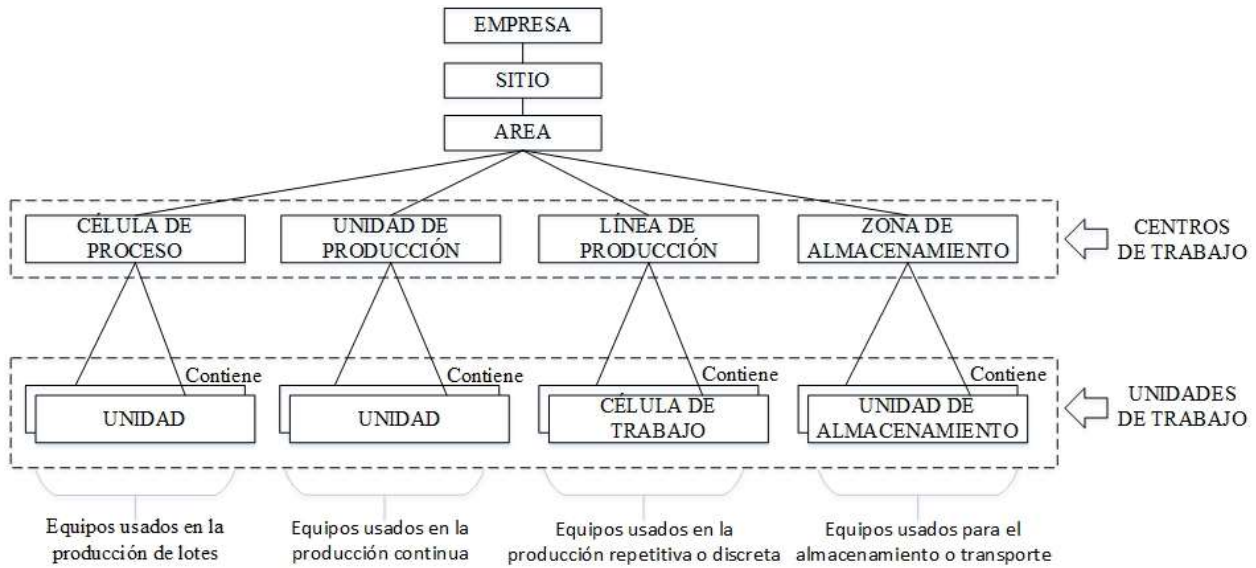 EMPRESA
SITIO
AREA
CÉLULA DE
PROCESO
UNIDAD DE
PRODUCCIÓN
LÍNEA DE
PRODUCCIÓN
ZONA DE
ALMACENAMIENTO
CENTROS
DE TRABAJO
Contiene
UNIDAD
Contiene
UNIDAD
Contiene
CÉLULA DE
TRABAJO
Contiene
UNIDAD DE
ALMACENAMIENTO
UNIDADES
DE TRABAJO
Equipos usados en la
producción de lotes
Equipos usados en la
producción continua
Equipos usados en la
producción repetitiva o discreta
Equipos usados para el
almacenamiento o transporte